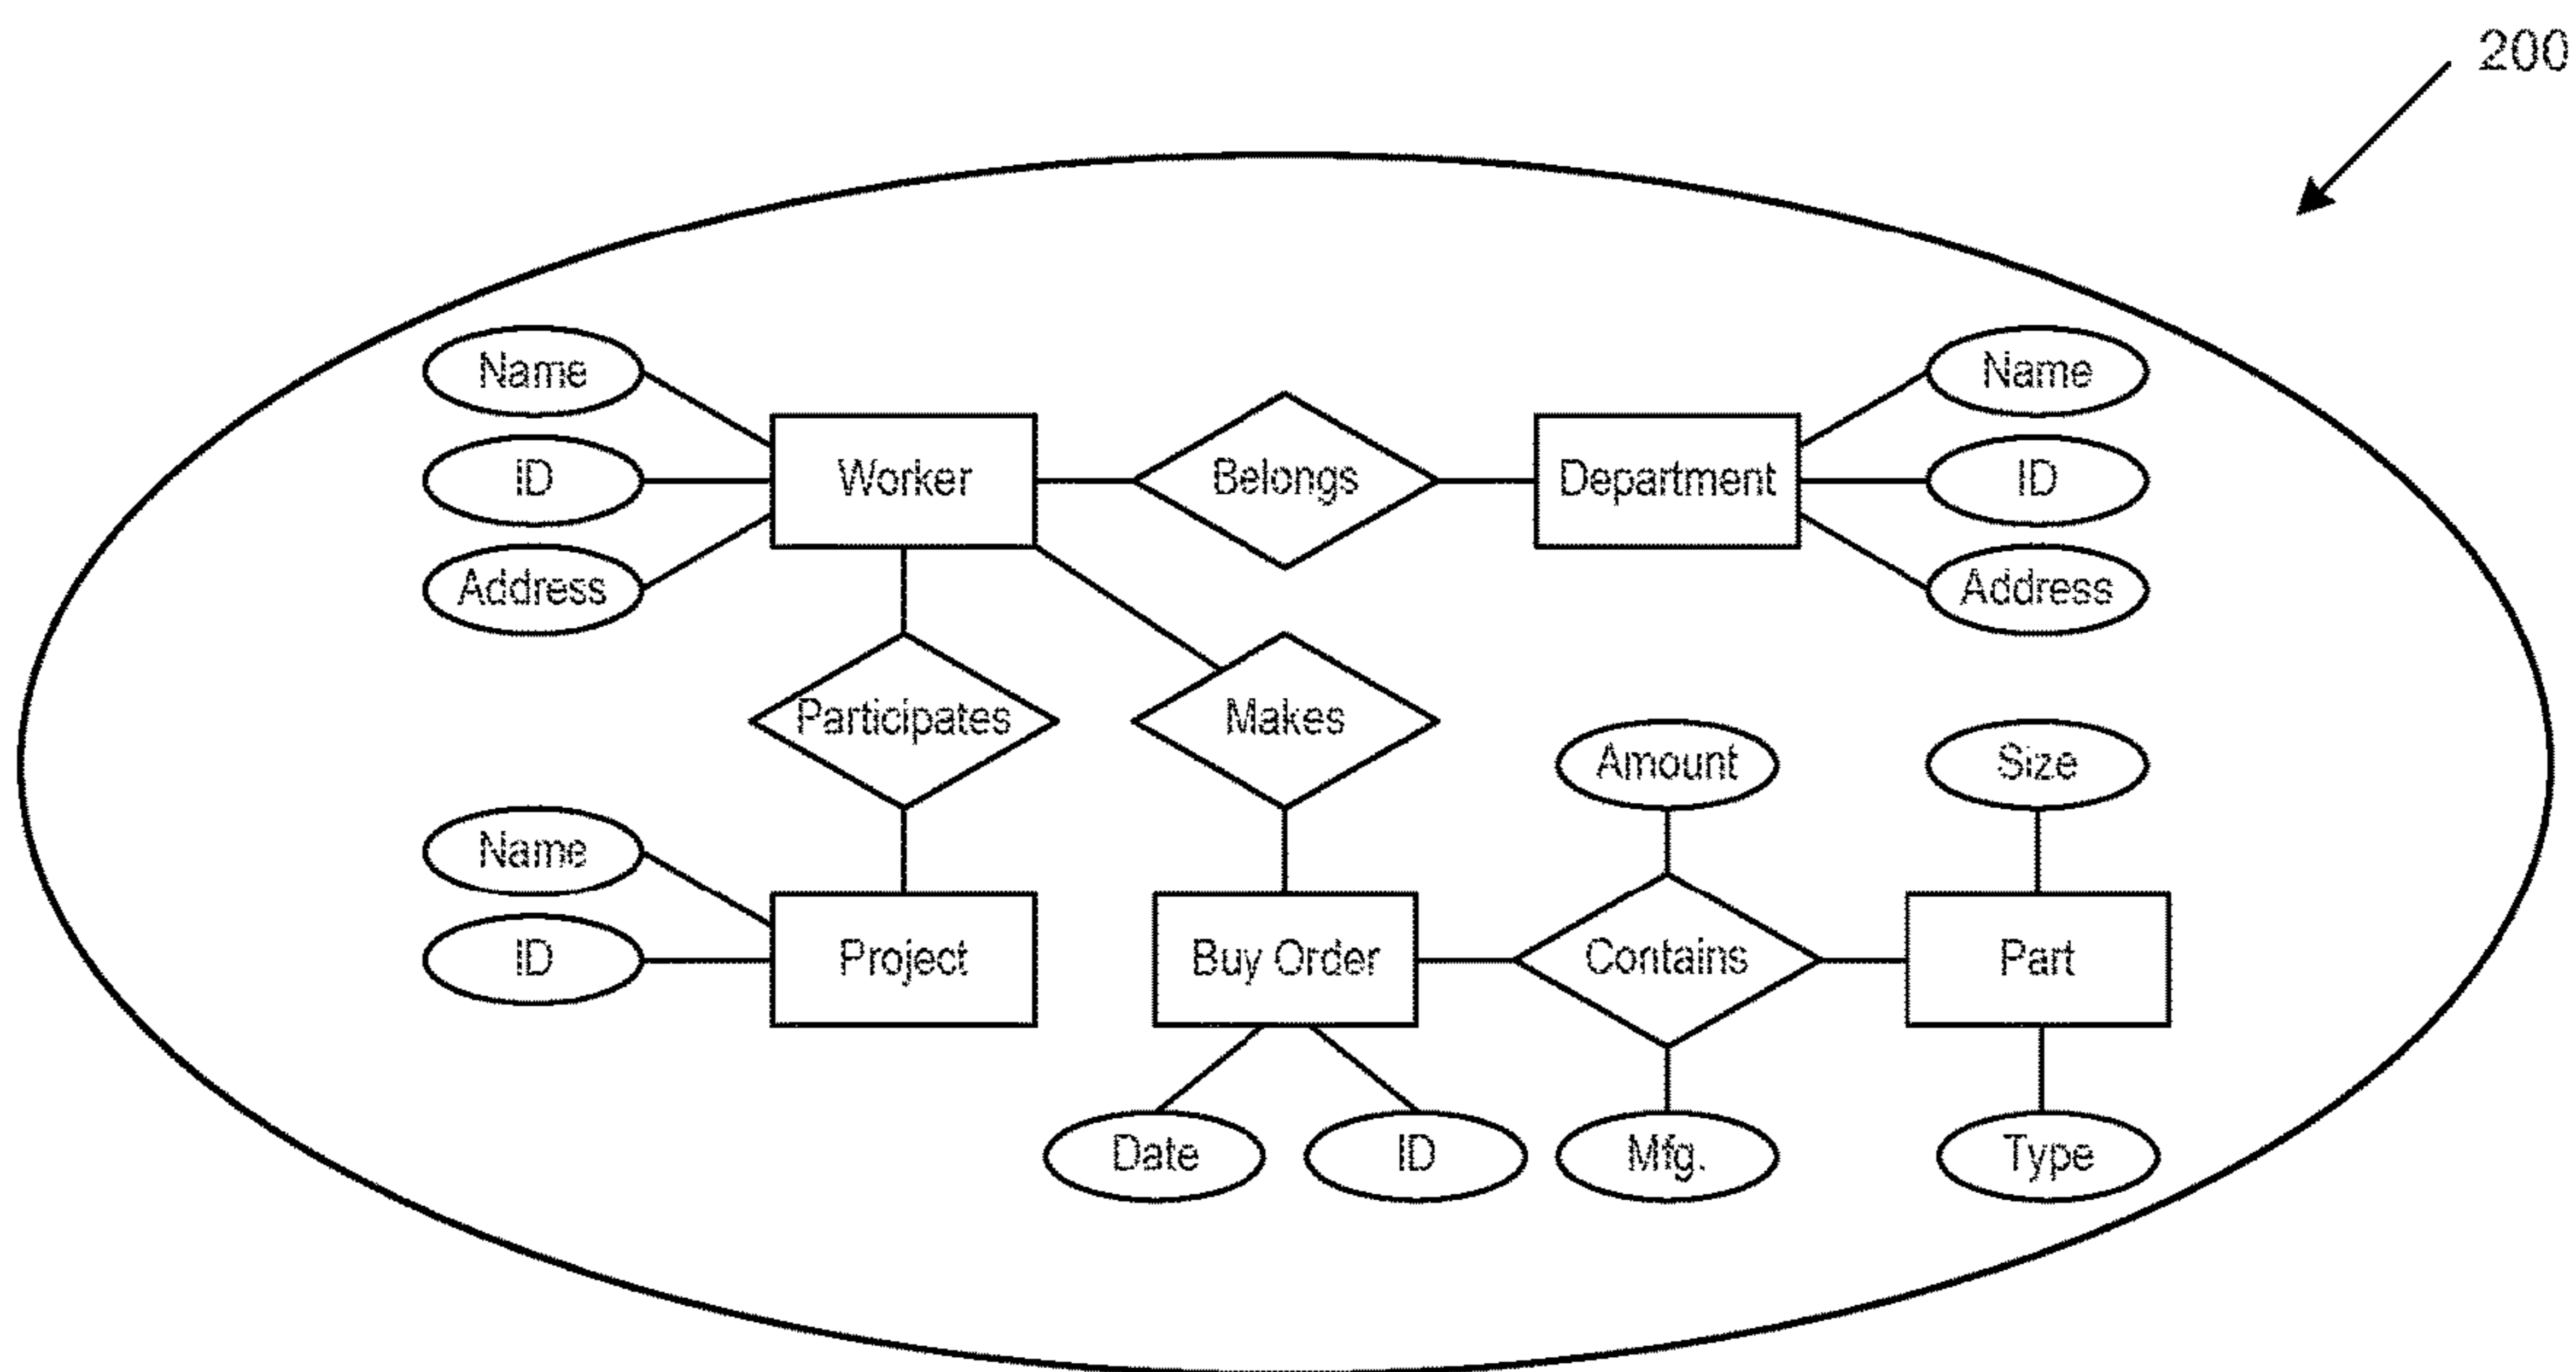 200
Name
Name
Worker
Belongs
Department
ID
ID
Address
Address
Participates
Makes
Amount
Size
Name
Project
Buy Order
Contains
Part
ID
Date
ID
Mfg.
Type